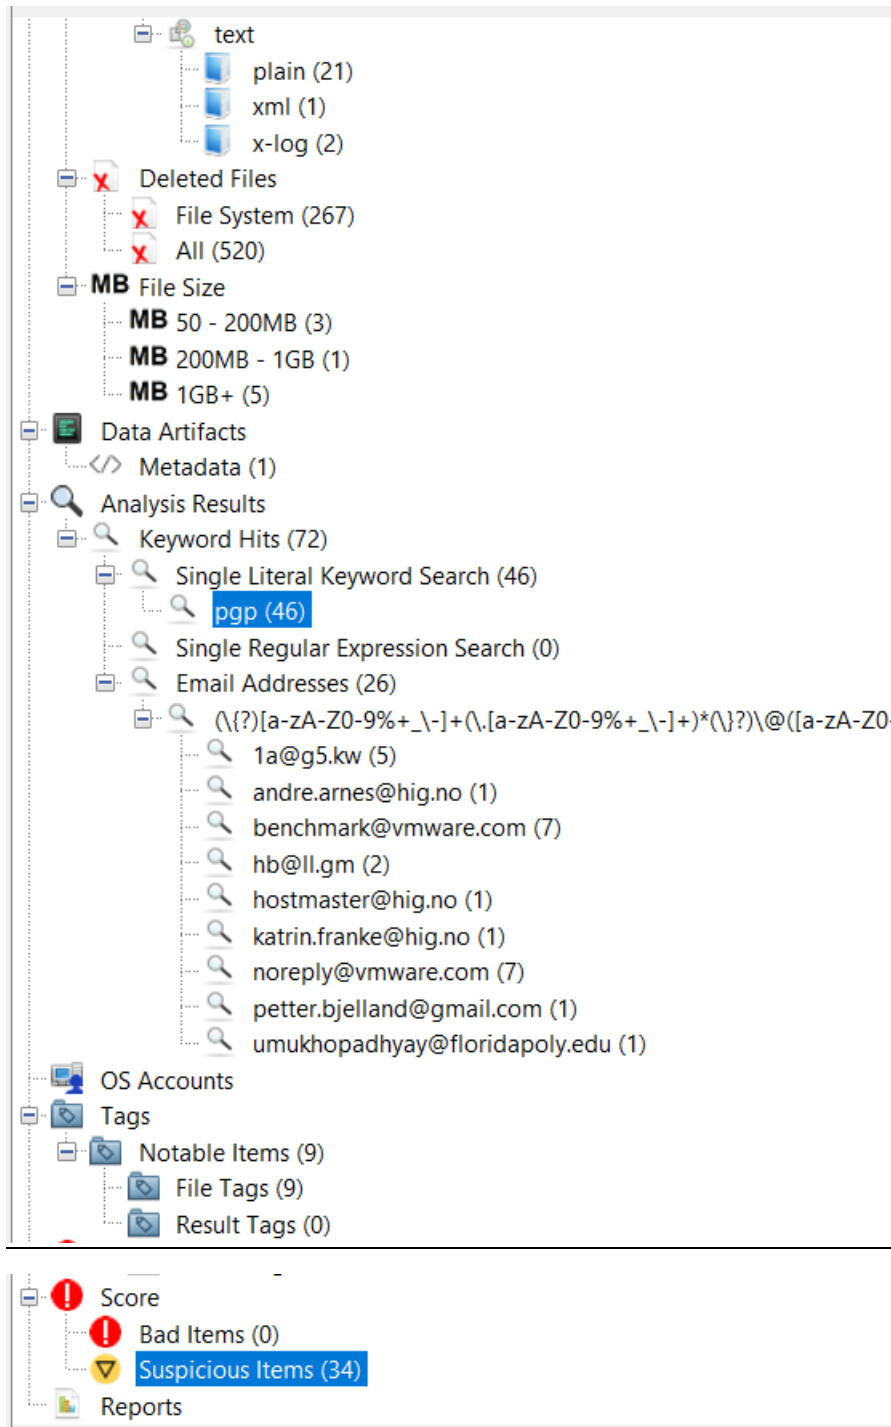 text
plain (21)
xml (1)
x-log (2)
Deleted Files
File System (267)
All (520)
MB File Size
MB 50 - 200MB (3)
MB 200MB - 1GB (1)
MB 1GB+ (5)
Data Artifacts
Metadata (1)
Analysis Results
Keyword Hits (72)
Single Literal Keyword Search (46)
pgp (46)
Single Regular Expression Search (0)
Email Addresses (26)
(\{?)[a-zA-Z0-9%+_\-]+(\.[a-zA-Z0-9%+_\-]+)*(\}?)\@([a-zA-Z0-
1a@g5.kw (5)
andre.arnes@hig.no (1)
benchmark@vmware.com (7)
hb@ll.gm (2)
hostmaster@hig.no (1)
katrin.franke@hig.no (1)
noreply@vmware.com (7)
petter.bjelland@gmail.com (1)
umukhopadhyay@floridapoly.edu (1)
OS Accounts
Tags
Notable Items (9)
File Tags (9)
Result Tags (0)
Score
Bad Items (0)
Suspicious Items (34)
Reports